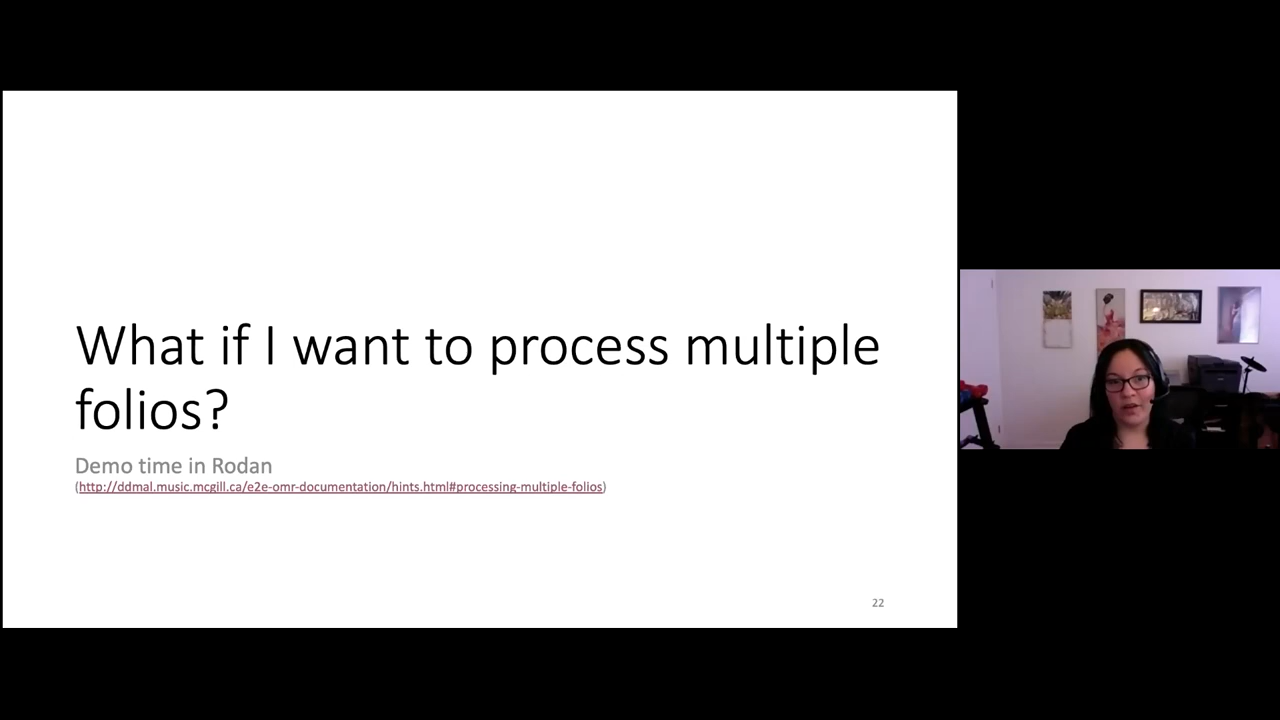 What if I want to process multiple
folios?
Demo time in Rodan
(http://ddmal.music.mcgill.ca/e2e-omr-documentation/hints.html#processing-multiple-folios)
22